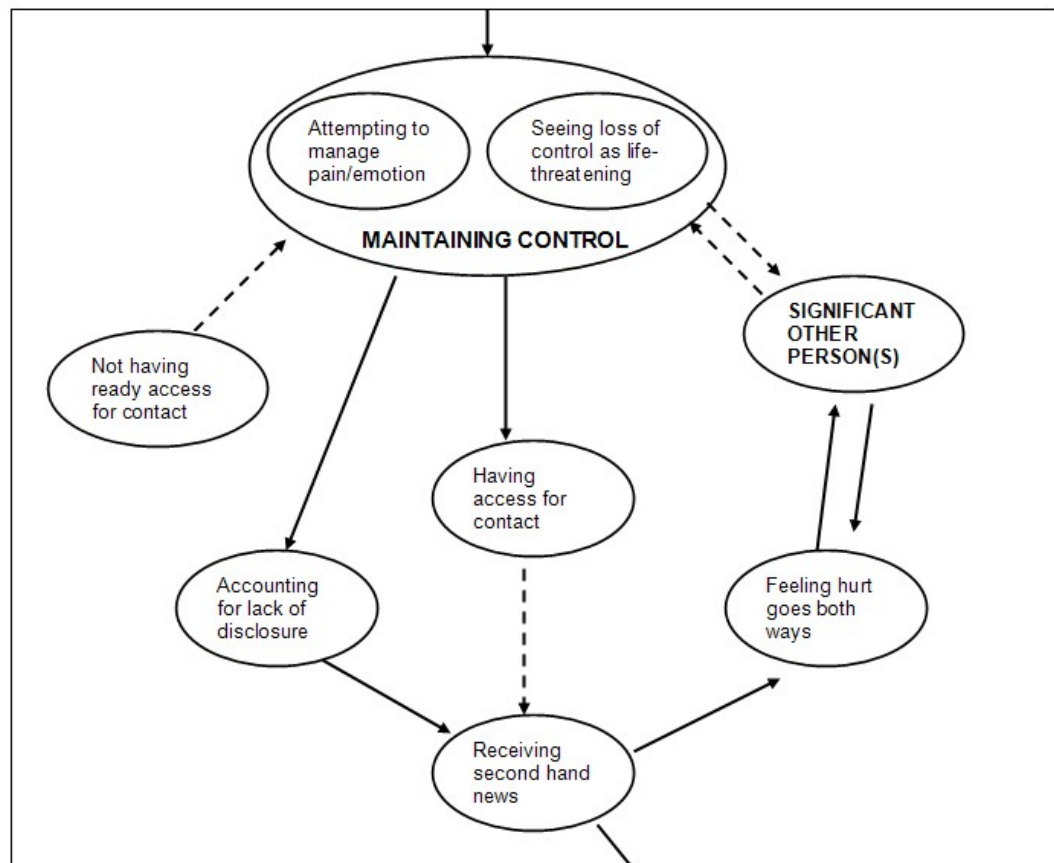 Attempting to
manage
pain/emotion
Seeing loss of
control as life-
threatening
MAINTAINING CONTROL
SIGNIFICANT
OTHER
PERSON(S)
Not having
ready access
for contact
Having
access for
contact
Accounting
for lack of
disclosure
Feeling hurt
goes both
ways
Receiving
second hand
news